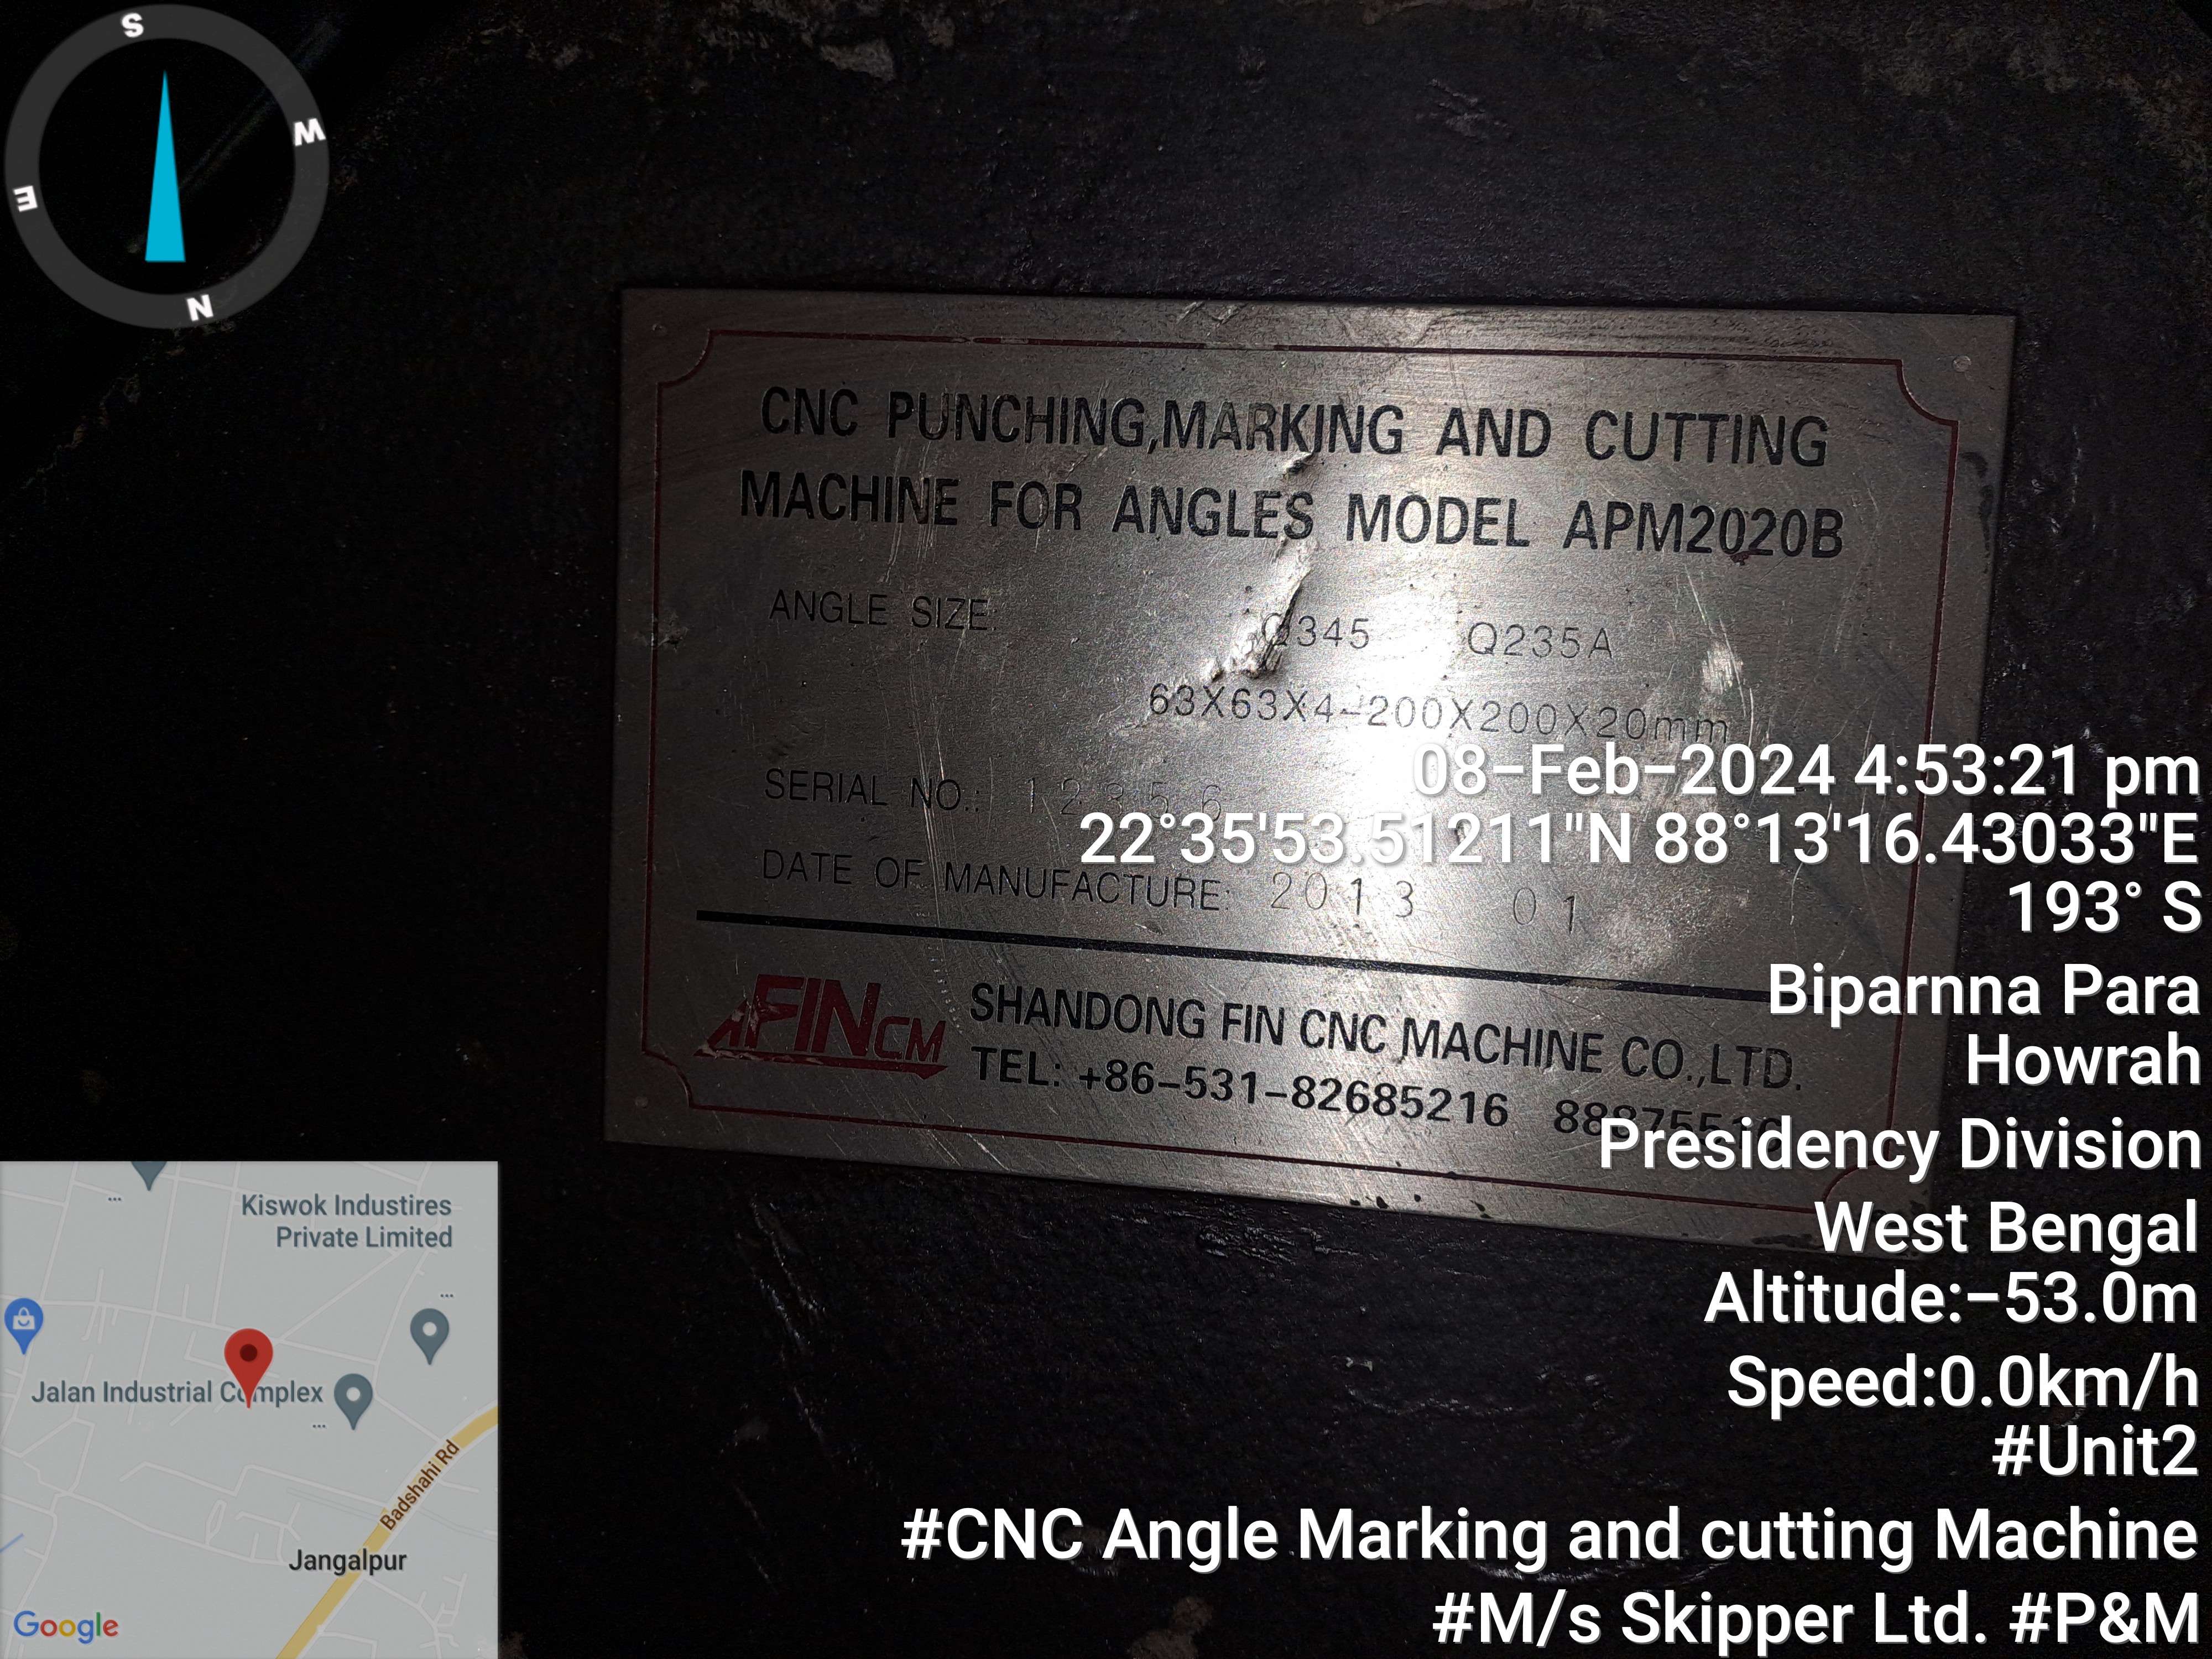 S
W
E
N
CNC PUNCHING,MARKING AND CUTTING
MACHINE FOR ANGLES MODEL APM2020B
ANGLE SIZE: Q345 Q235A
63X63X4-200X200X20mm
SERIAL NO.:
DATE OF MANUFACTURE: 2013 01
FINCM
SHANDONG FIN CNC MACHINE CO.,LTD.
TEL: +86-531-82685216
08-Feb-2024 4:53:21 pm
22°35'53.51211"N 88°13'16.43033"E
193° S
Biparnna Para
Howrah
Presidency Division
West Bengal
Altitude:-53.0m
Speed:0.0km/h
#Unit2
#CNC Angle Marking and cutting Machine
#M/s Skipper Ltd. #P&M
Kiswok Industires
Private Limited
Jalan Industrial Complex
Badshahi Rd
Jangalpur
Google